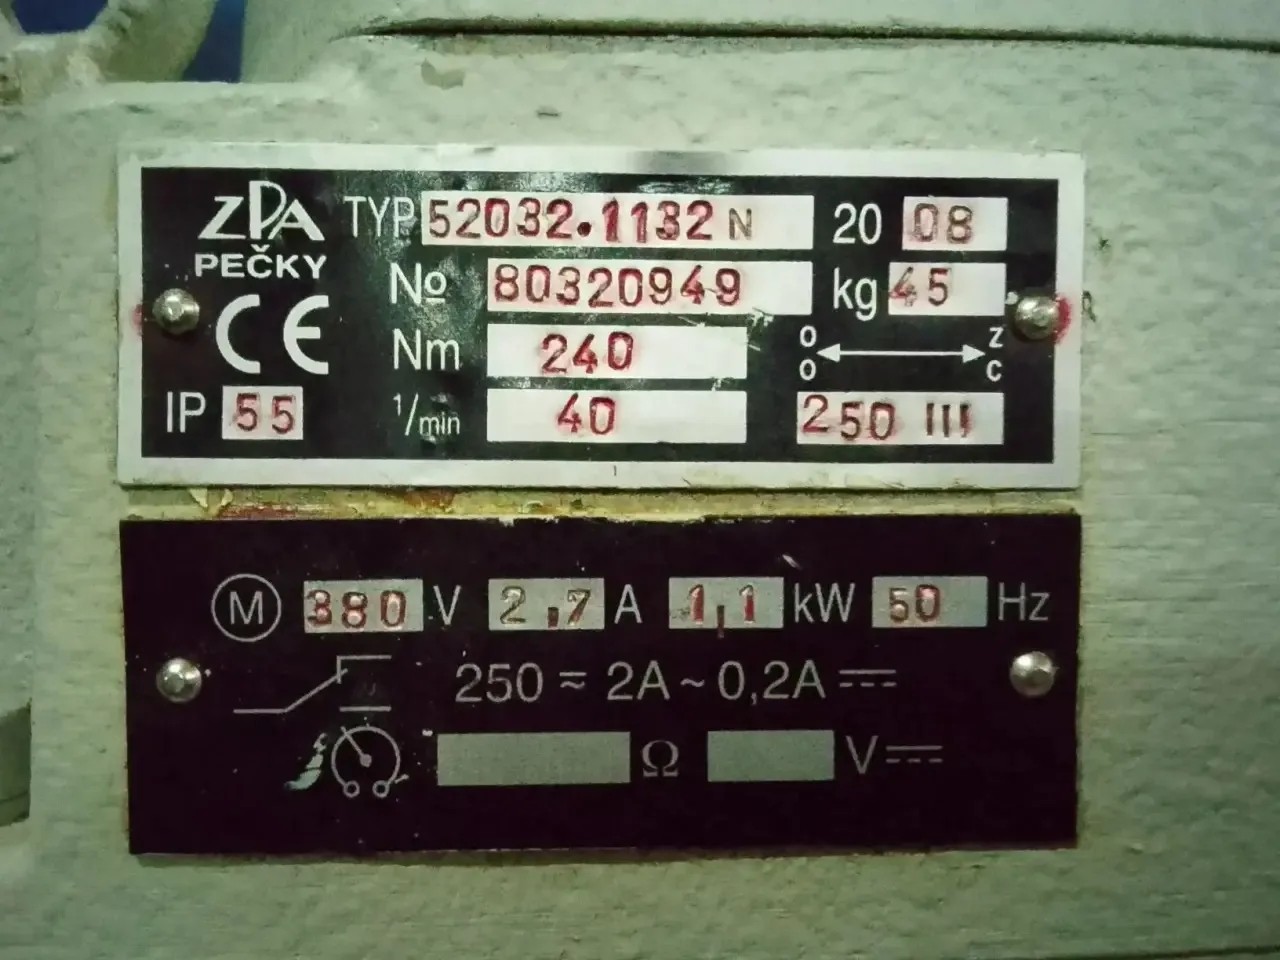 ZPA TYP 52032.1132 N 20 08
PEČKY № 80320949 kg 45
CE Nm 240 O Z
O C
IP 55 1/min 40 250 III
M 380 V 2,7 A 1,1 kW 50 Hz
250 ≂ 2A ~ 0,2A ⎓
Ω V ⎓